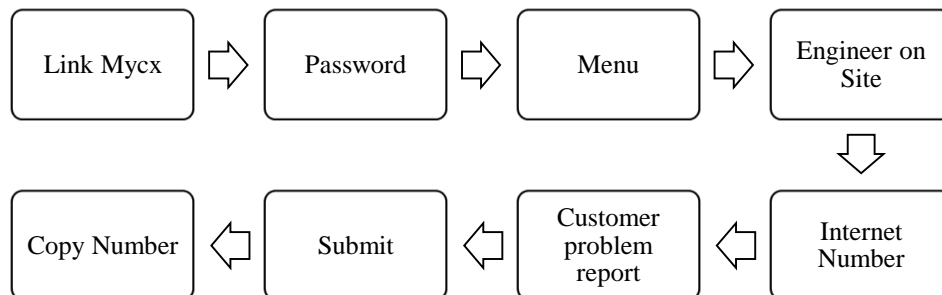 Link Mycx
Password
Menu
Engineer on
Site
Internet
Number
Customer
problem
report
Submit
Copy Number